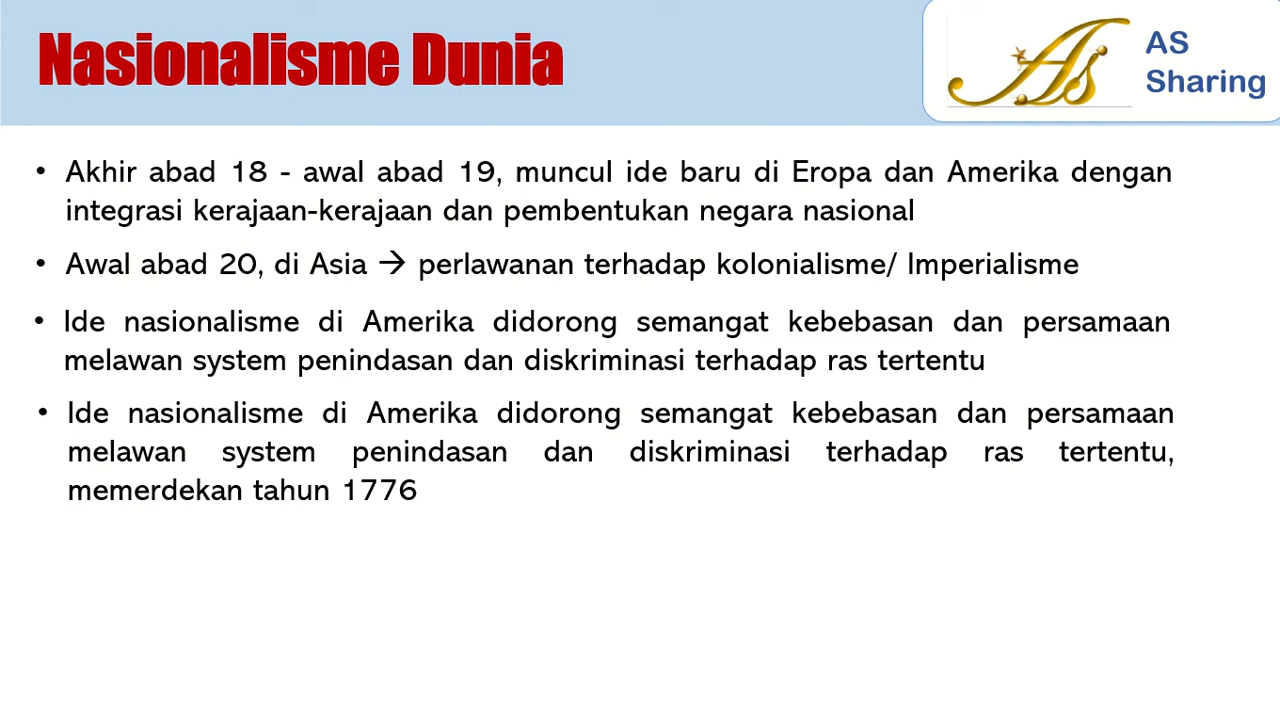 Nasionalisme Dunia
As
AS
Sharing
• Akhir abad 18 - awal abad 19, muncul ide baru di Eropa dan Amerika dengan
integrasi kerajaan-kerajaan dan pembentukan negara nasional
• Awal abad 20, di Asia → perlawanan terhadap kolonialisme/ Imperialisme
• Ide nasionalisme di Amerika didorong semangat kebebasan dan persamaan
melawan system penindasan dan diskriminasi terhadap ras tertentu
• Ide nasionalisme di Amerika didorong semangat kebebasan dan persamaan
melawan system penindasan dan diskriminasi terhadap ras tertentu,
memerdekan tahun 1776